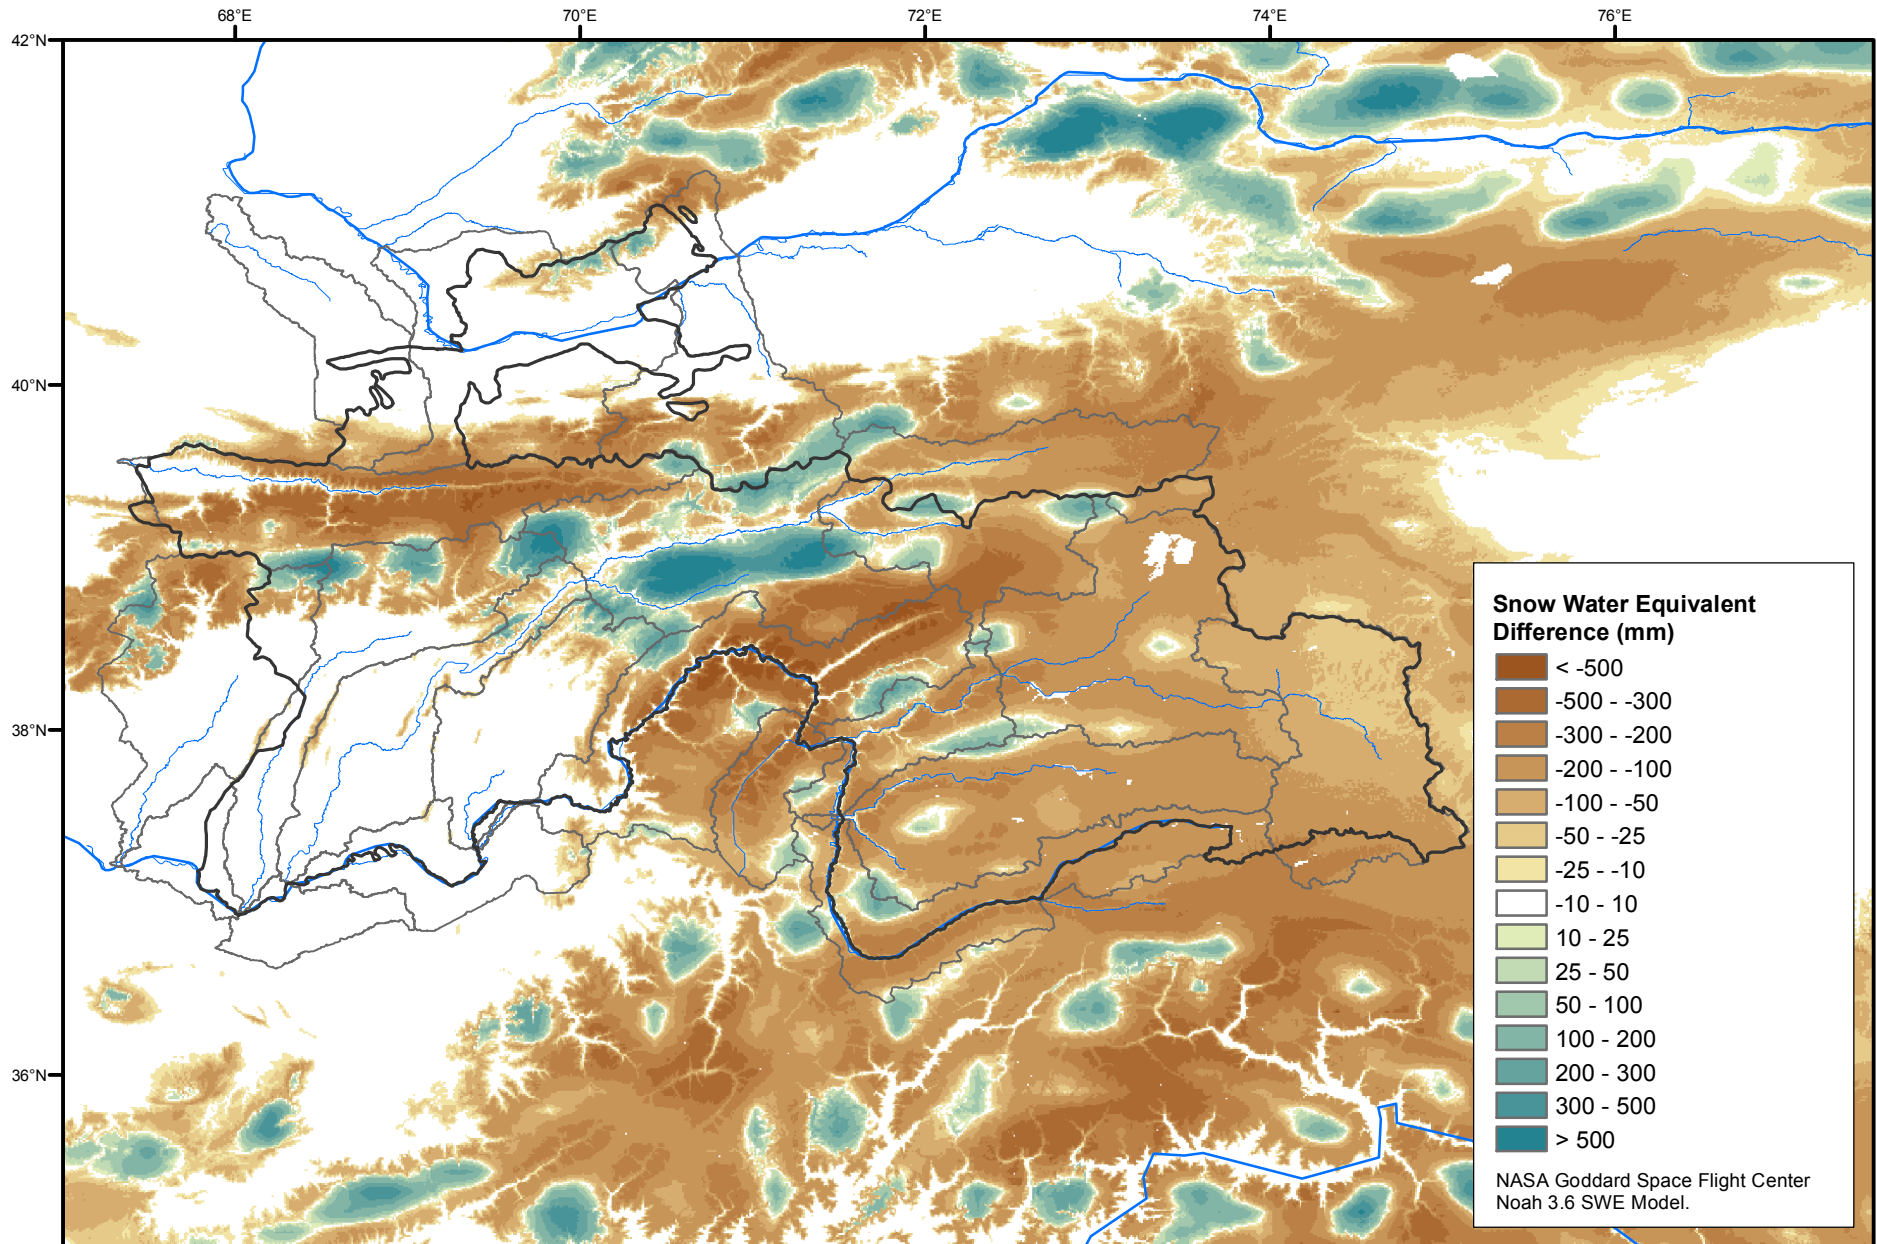 68°E
70°E
72°E
74°E
76°E
42°N
40°N
38°N
36°N
Snow Water Equivalent
Difference (mm)
< -500
-500 - -300
-300 - -200
-200 - -100
-100 - -50
-50 - -25
-25 - -10
-10 - 10
10 - 25
25 - 50
50 - 100
100 - 200
200 - 300
300 - 500
> 500
NASA Goddard Space Flight Center
Noah 3.6 SWE Model.